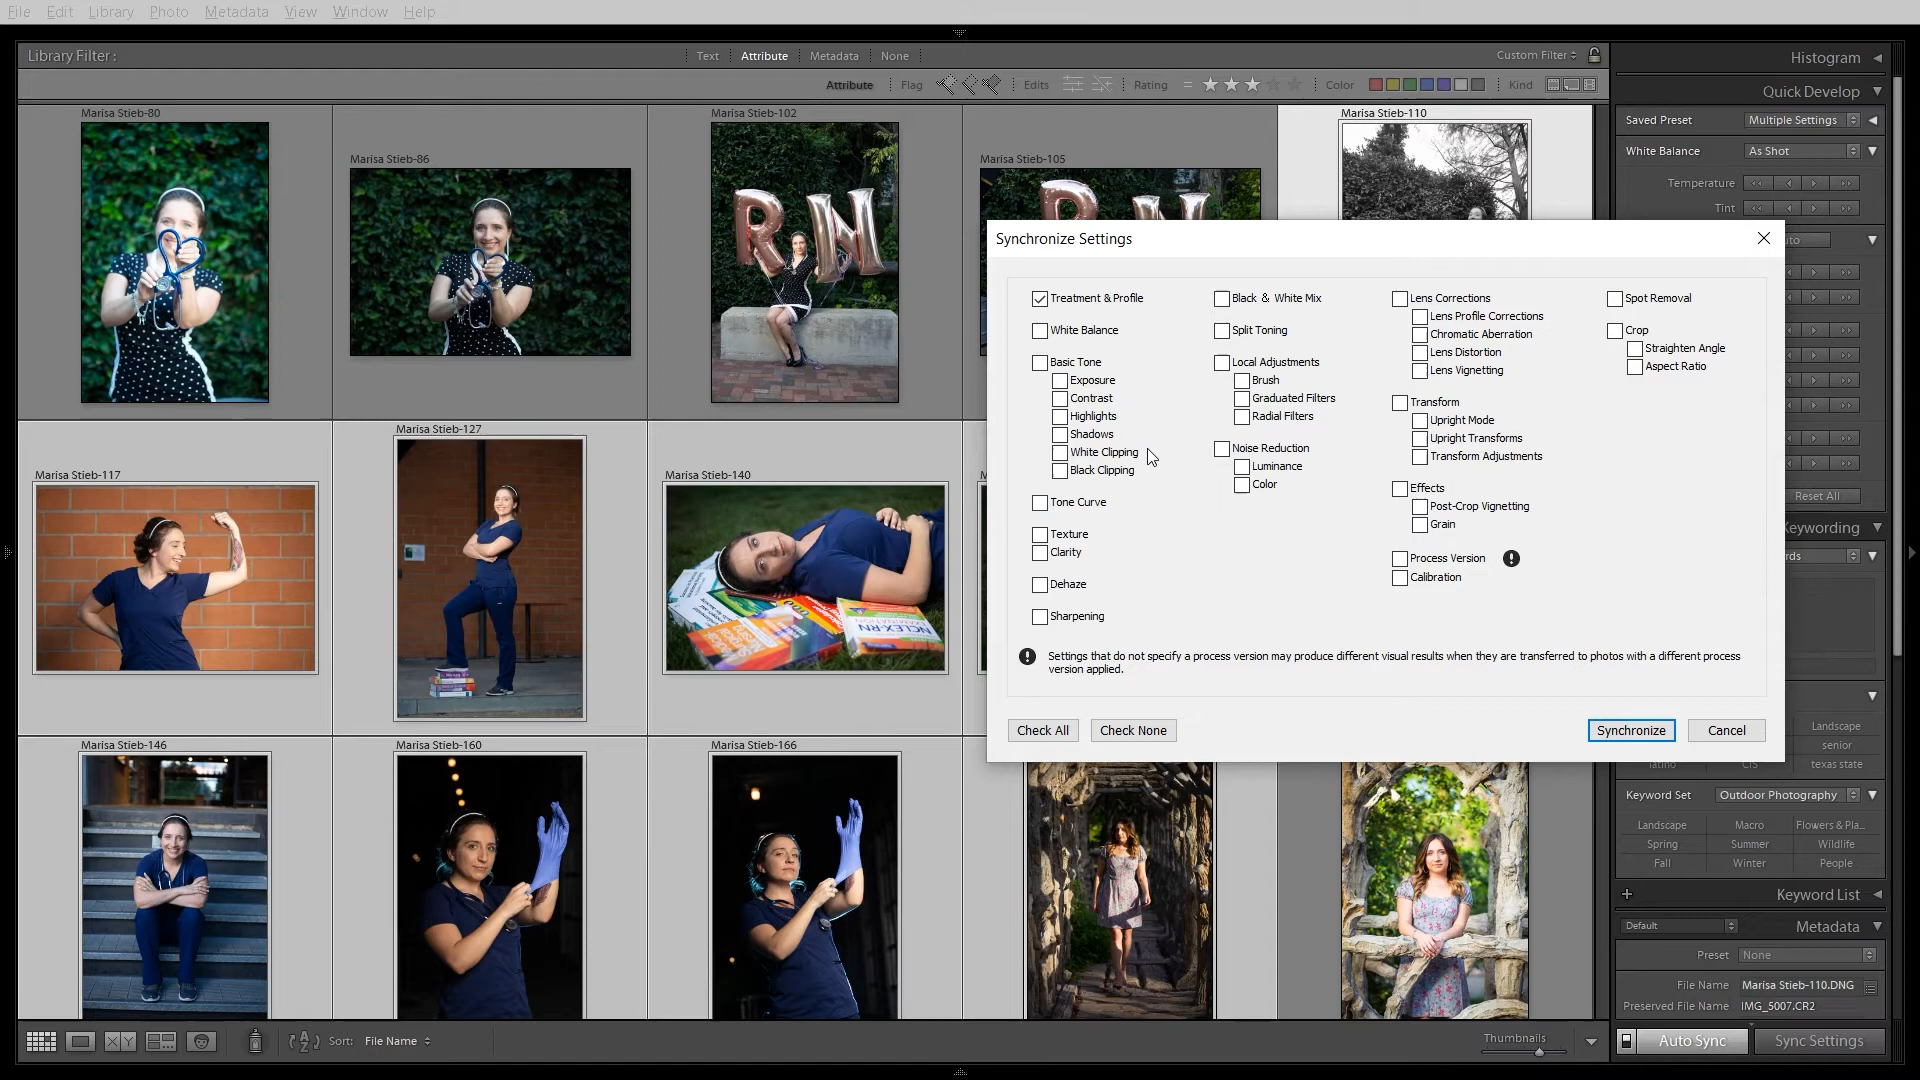 File Edit Library Photo Metadata View Window Help
Library Filter : Text Attribute Metadata None Custom Filter
Attribute Flag Edits Rating = Color Kind
Histogram
Quick Develop
Saved Preset Multiple Settings
White Balance As Shot
Temperature
Tint
Marisa Stieb-80
Marisa Stieb-86
Marisa Stieb-102
Marisa Stieb-105
Marisa Stieb-110
RN
Marisa Stieb-117
Marisa Stieb-127
Marisa Stieb-140
NCLEX-RN
Marisa Stieb-146
Marisa Stieb-160
Marisa Stieb-166
Synchronize Settings
Treatment & Profile
White Balance
Basic Tone
Exposure
Contrast
Highlights
Shadows
White Clipping
Black Clipping
Tone Curve
Texture
Clarity
Dehaze
Sharpening
Black & White Mix
Split Toning
Local Adjustments
Brush
Graduated Filters
Radial Filters
Noise Reduction
Luminance
Color
Lens Corrections
Lens Profile Corrections
Chromatic Aberration
Lens Distortion
Lens Vignetting
Transform
Upright Mode
Upright Transforms
Transform Adjustments
Effects
Post-Crop Vignetting
Grain
Process Version
Calibration
Spot Removal
Crop
Straighten Angle
Aspect Ratio
Settings that do not specify a process version may produce different visual results when they are transferred to photos with a different process
version applied.
Check All Check None Synchronize Cancel
Reset All
Keywording
Landscape
senior
latino CIS texas state
Keyword Set Outdoor Photography
Landscape Macro Flowers & Pla...
Spring Summer Wildlife
Fall Winter People
+ Keyword List
Default Metadata
Preset None
File Name Marisa Stieb-110.DNG
Preserved File Name IMG_5007.CR2
Sort: File Name
Thumbnails
Auto Sync Sync Settings